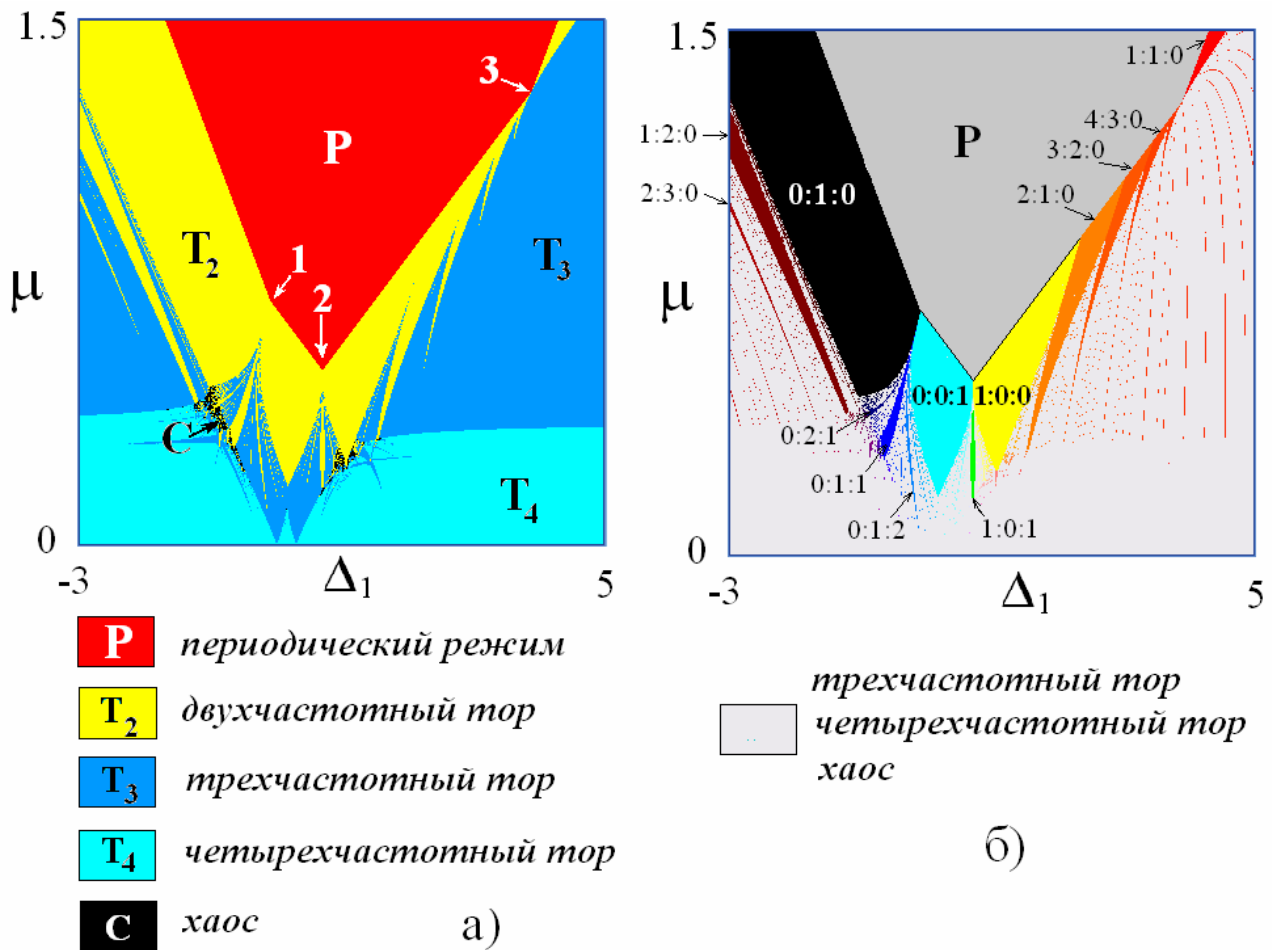 1.5
3
P
1
T2
2
T3
μ
C
T4
0
-3
Δ1
5
P периодический режим
T2 двухчастотный тор
T3 трехчастотный тор
T4 четырехчастотный тор
C хаос
а)
1.5
1:1:0
4:3:0
3:2:0
2:1:0
1:2:0
2:3:0
P
0:1:0
μ
0:0:1
1:0:0
0:2:1
0:1:1
0:1:2
1:0:1
0
-3
Δ1
5
трехчастотный тор
четырехчастотный тор
хаос
б)